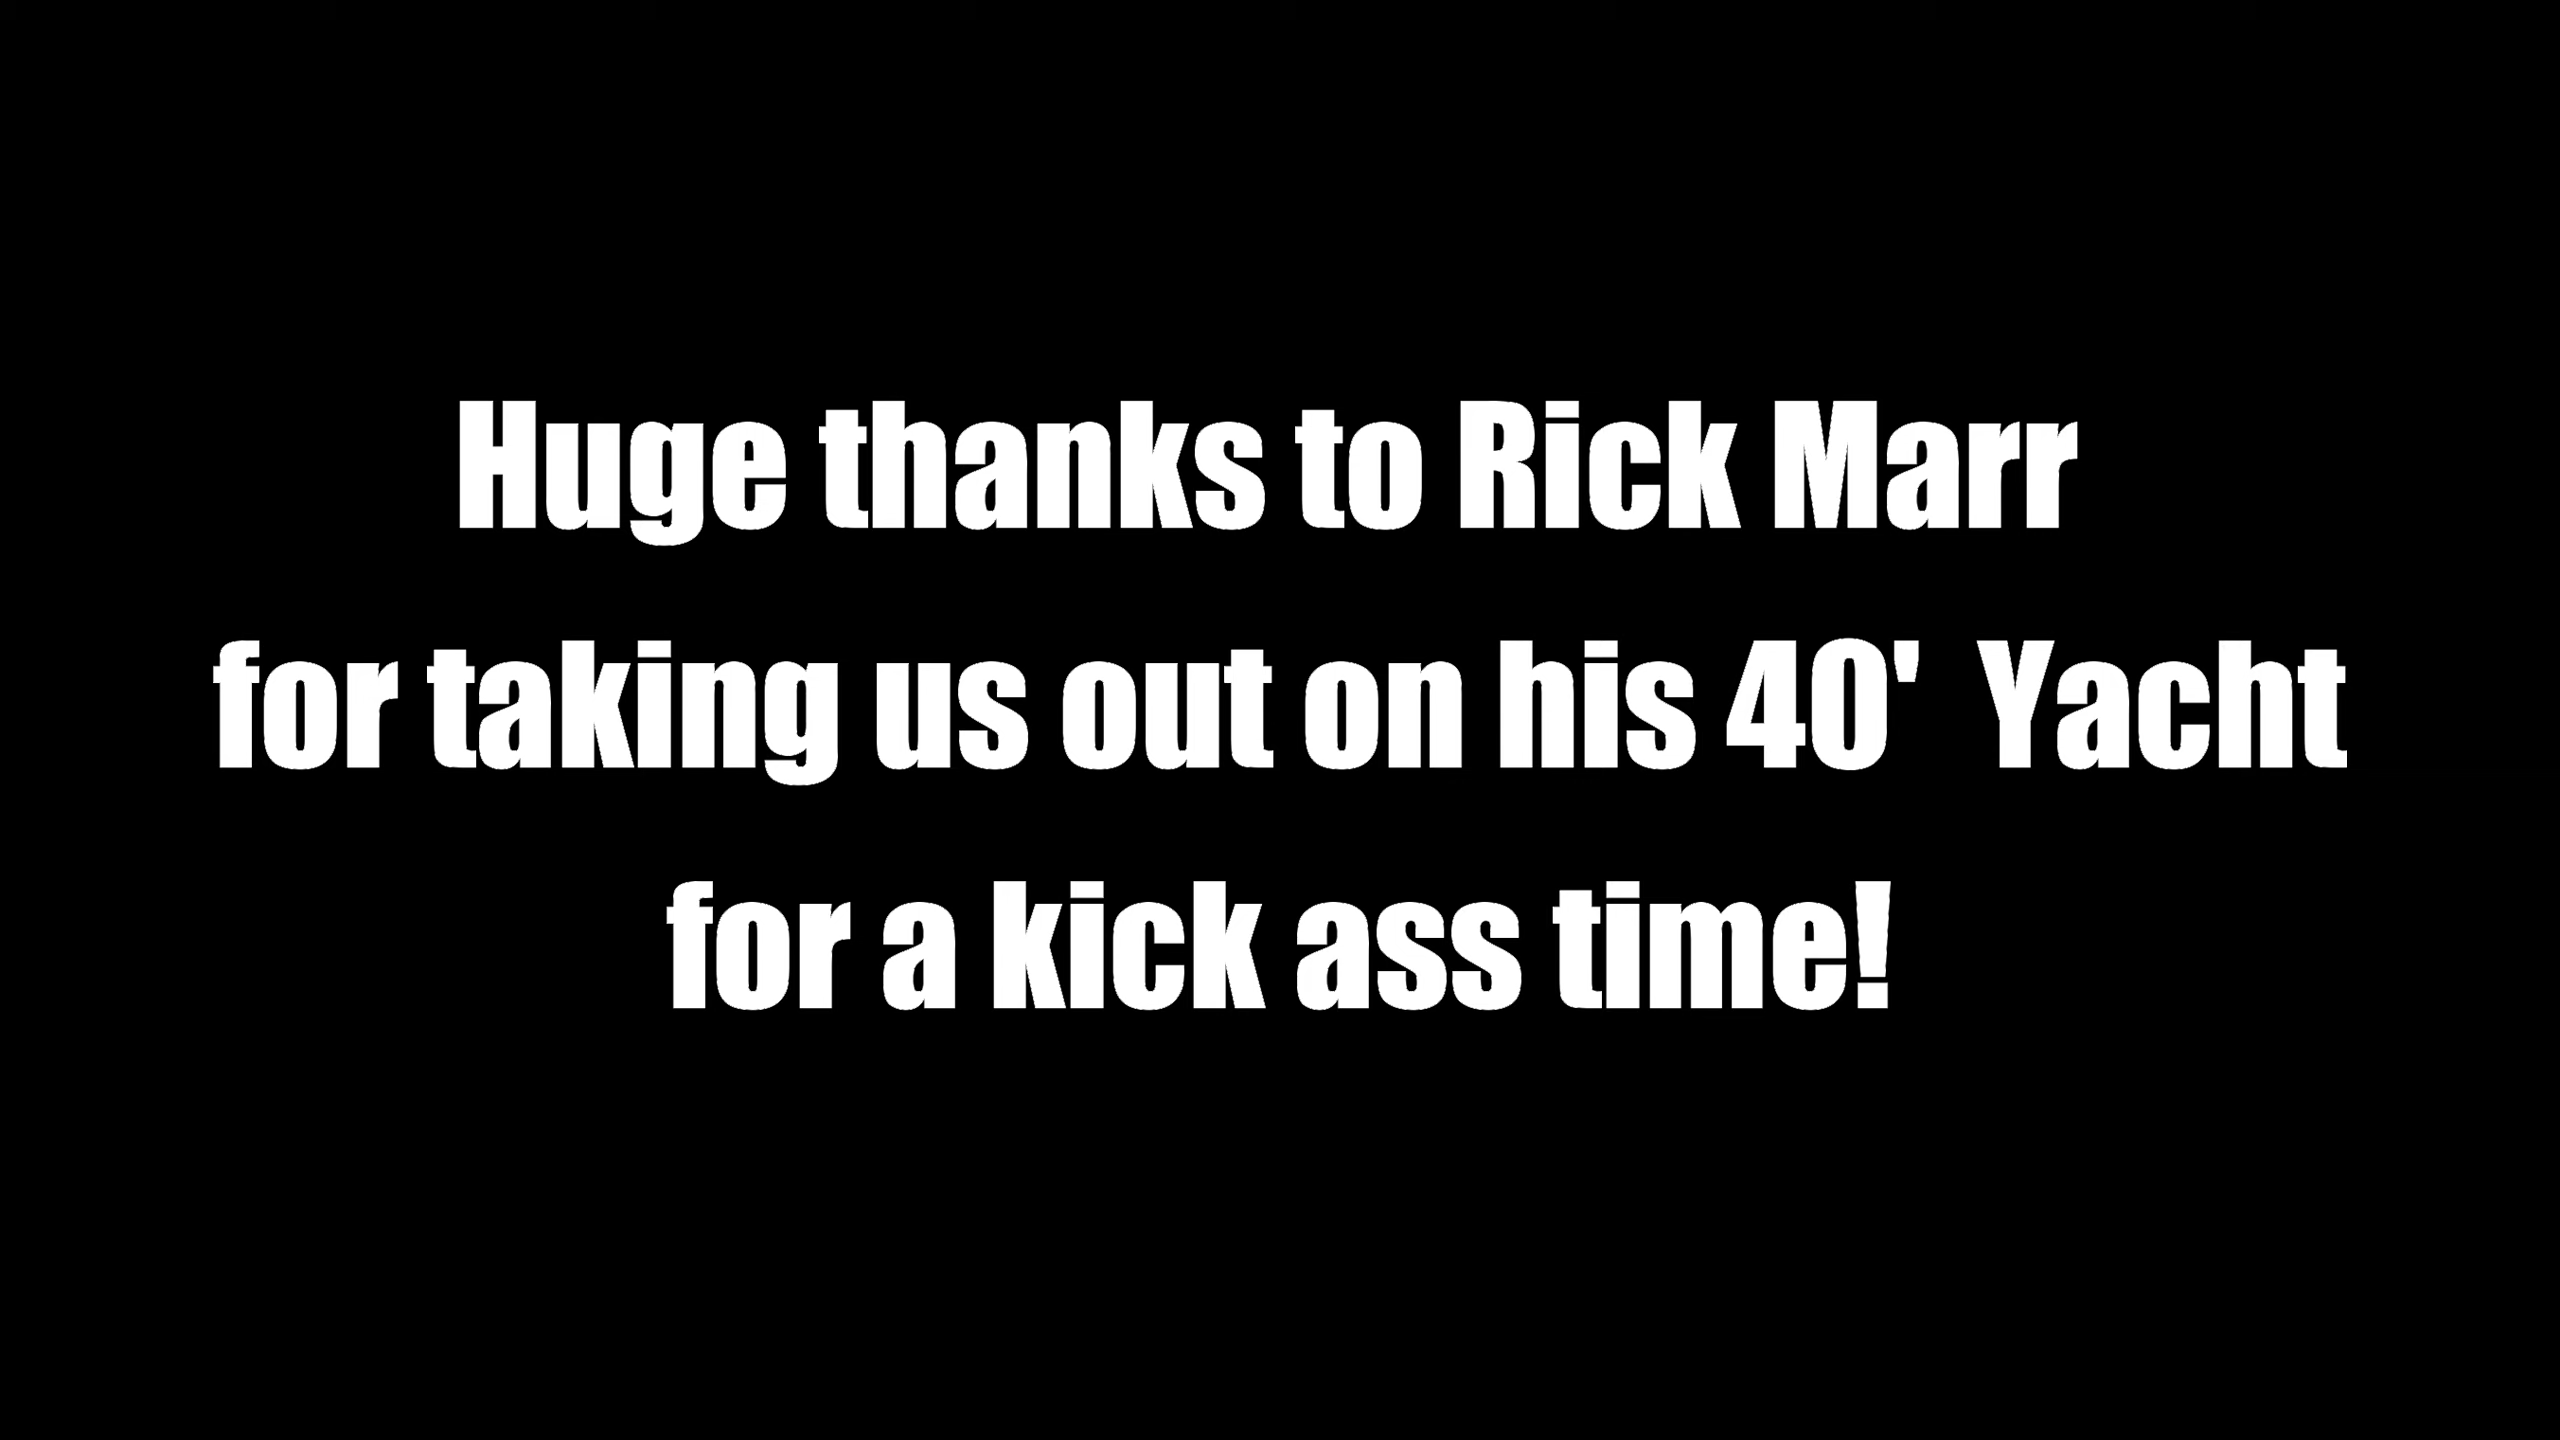 Huge thanks to Rick Marr
for taking us out on his 40'  Yacht
for a kick ass time!